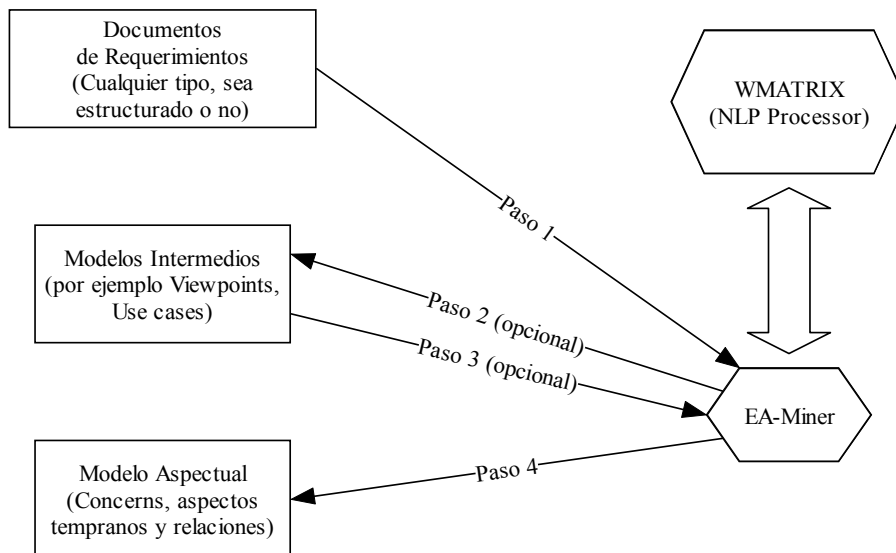 Documentos
de Requerimientos
(Cualquier tipo, sea
estructurado o no)
WMATRIX
(NLP Processor)
Paso 1
Modelos Intermedios
(por ejemplo Viewpoints,
Use cases)
Paso 2 (opcional)
Paso 3 (opcional)
EA-Miner
Modelo Aspectual
(Concerns, aspectos
tempranos y relaciones)
Paso 4